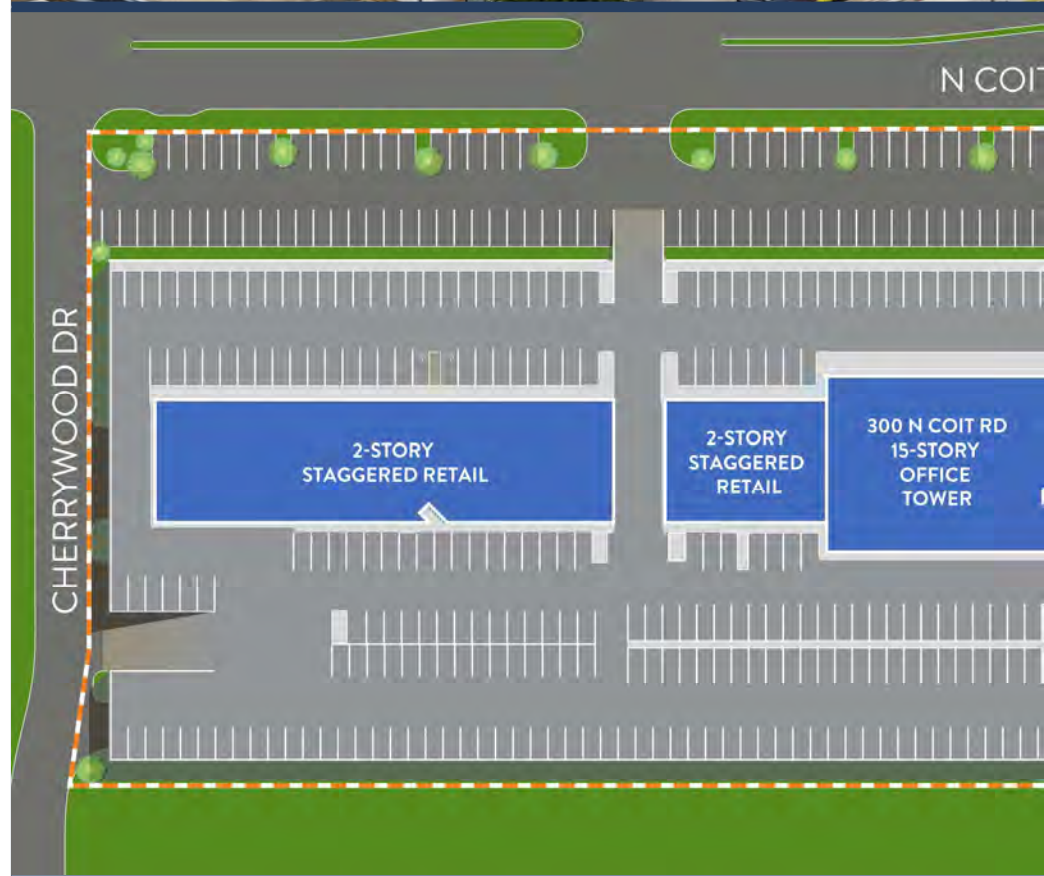 N COIT
CHERRYWOOD DR
2-STORY
STAGGERED RETAIL
2-STORY
STAGGERED
RETAIL
300 N COIT RD
15-STORY
OFFICE
TOWER